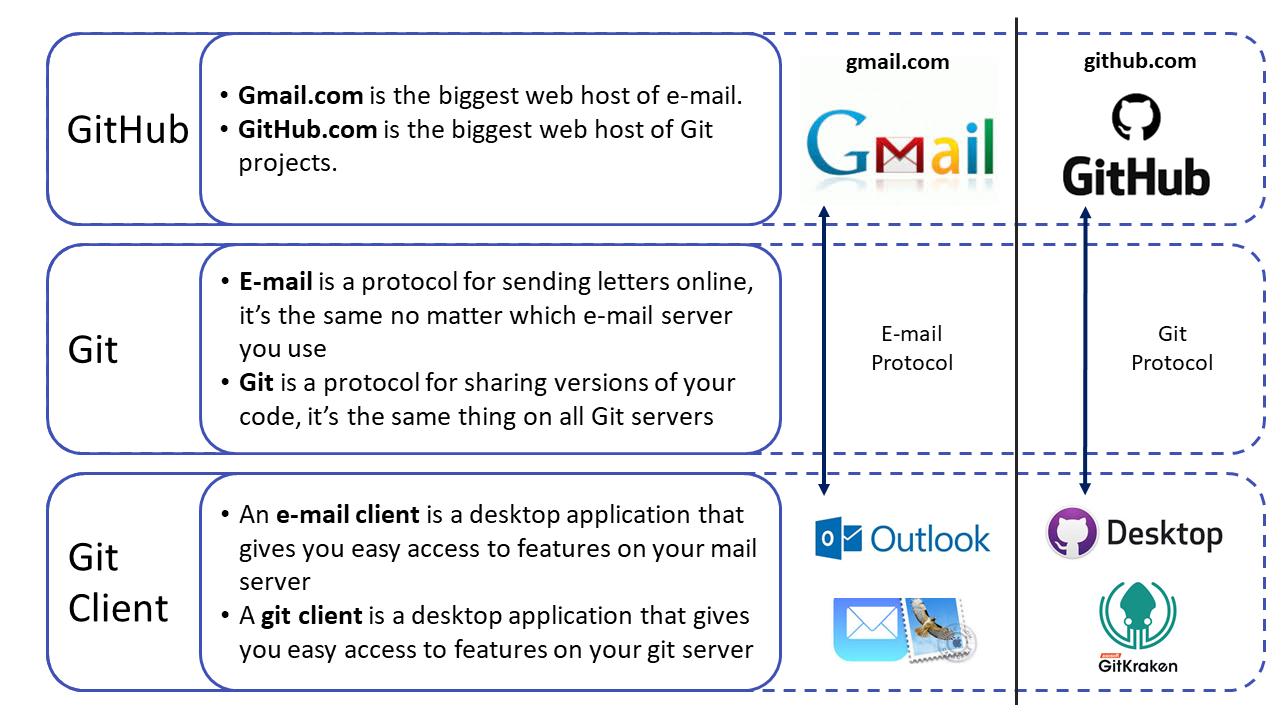 GitHub
• Gmail.com is the biggest web host of e-mail.
• GitHub.com is the biggest web host of Git
projects.
gmail.com
Gmail
github.com
GitHub
Git
• E-mail is a protocol for sending letters online,
it’s the same no matter which e-mail server
you use
• Git is a protocol for sharing versions of your
code, it’s the same thing on all Git servers
E-mail
Protocol
Git
Protocol
Git
Client
• An e-mail client is a desktop application that
gives you easy access to features on your mail
server
• A git client is a desktop application that gives
you easy access to features on your git server
Outlook
Desktop
GitKraken